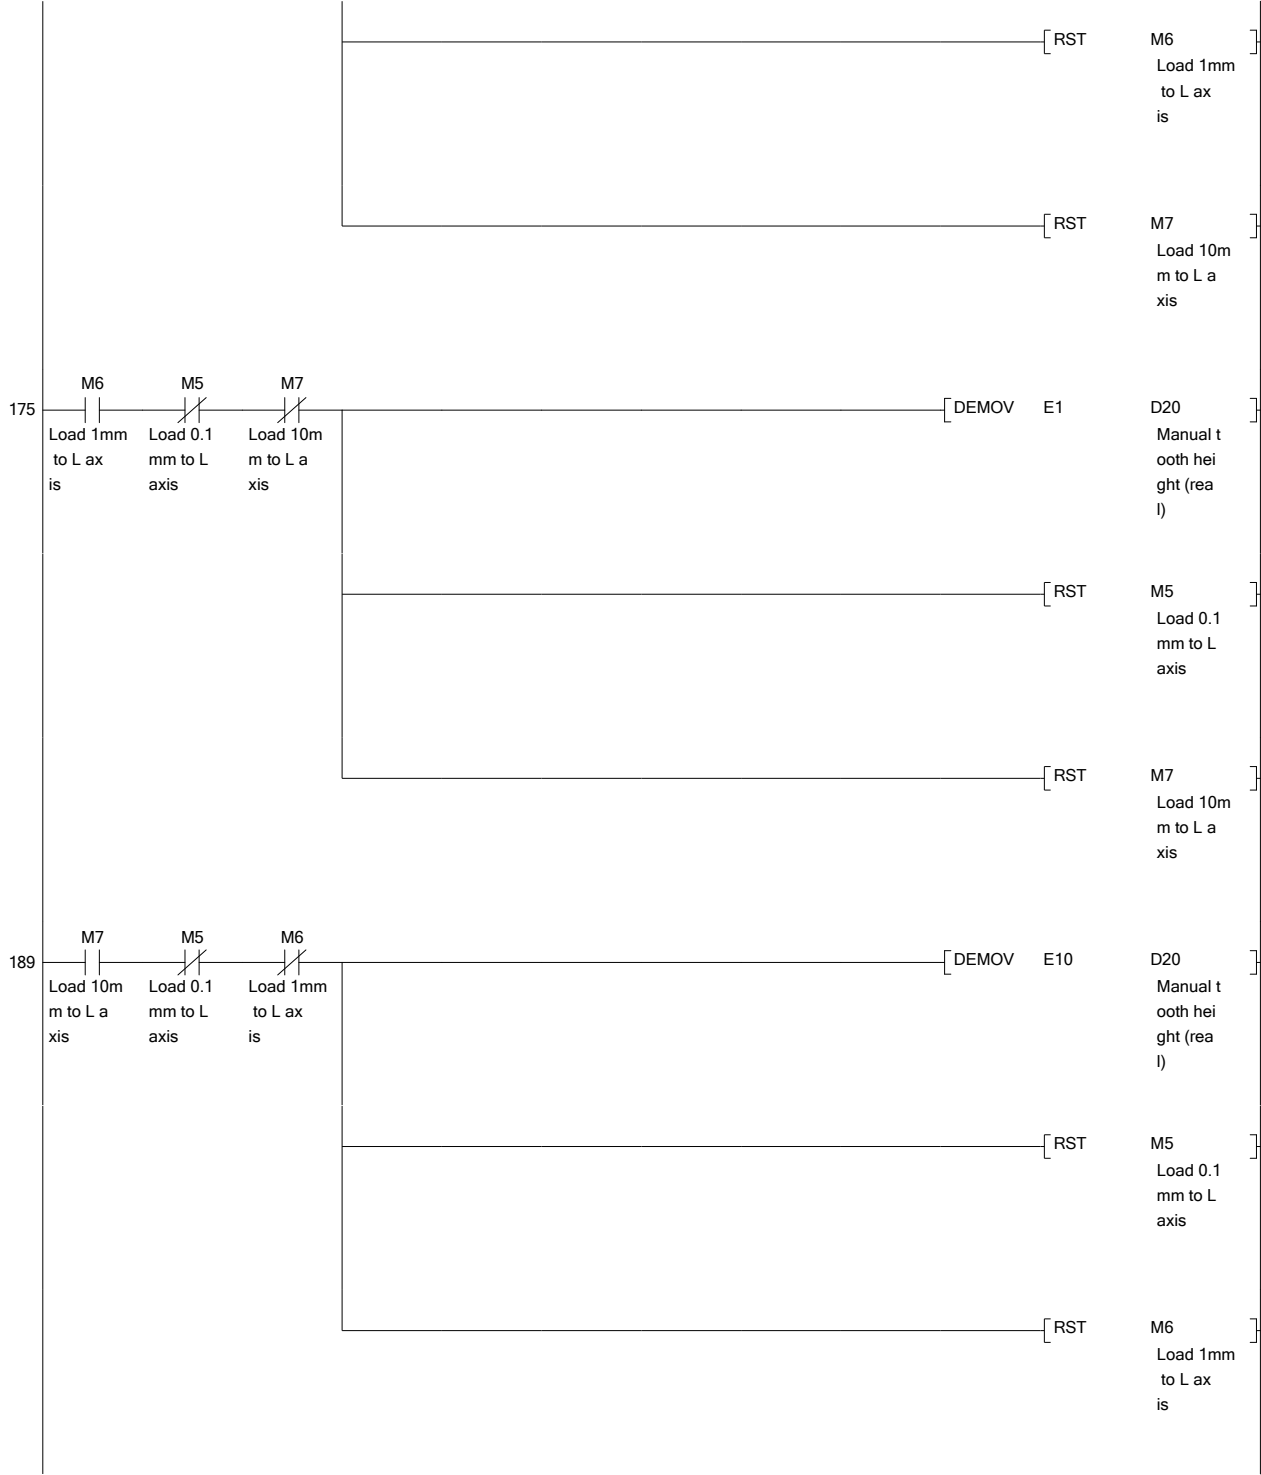 RST M6
Load 1mm
to L ax
is
RST M7
Load 10m
m to L a
xis
M6 M5 M7
175 DEMOV E1 D20
Load 1mm Load 0.1 Load 10m Manual t
to L ax mm to L m to L a ooth hei
is axis xis ght (rea
l)
RST M5
Load 0.1
mm to L
axis
RST M7
Load 10m
m to L a
xis
M7 M5 M6
189 DEMOV E10 D20
Load 10m Load 0.1 Load 1mm Manual t
m to L a mm to L to L ax ooth hei
xis axis is ght (rea
l)
RST M5
Load 0.1
mm to L
axis
RST M6
Load 1mm
to L ax
is